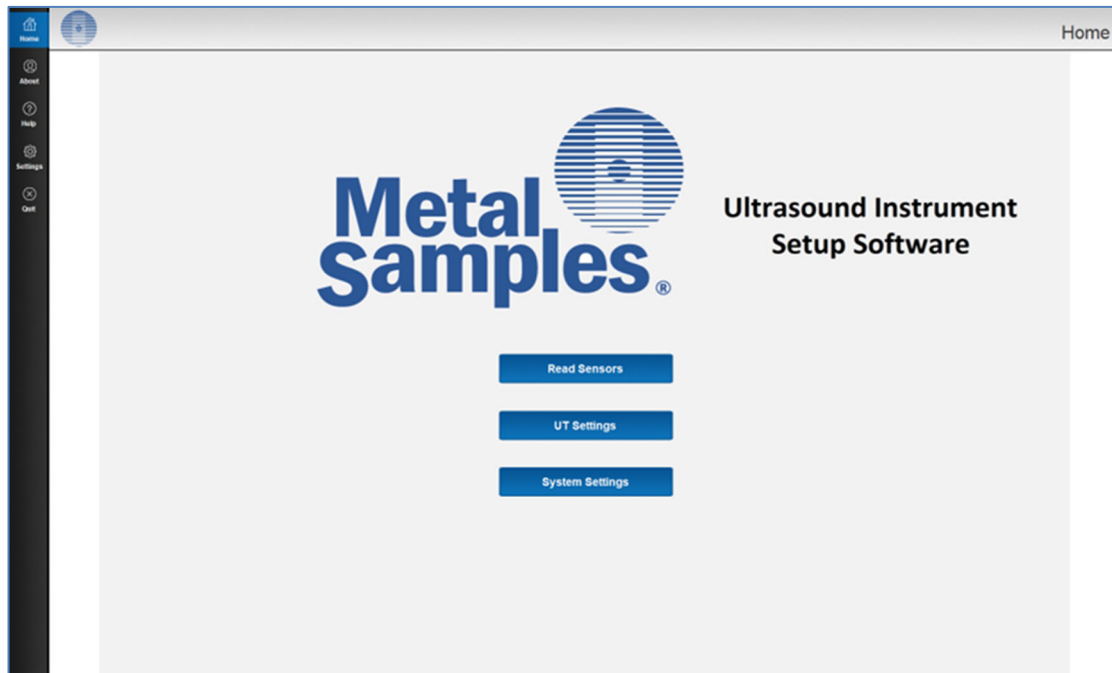 Home
Home
About
Help
Settings
Quit
Metal
Samples®
Ultrasound Instrument
Setup Software
Read Sensors
UT Settings
System Settings